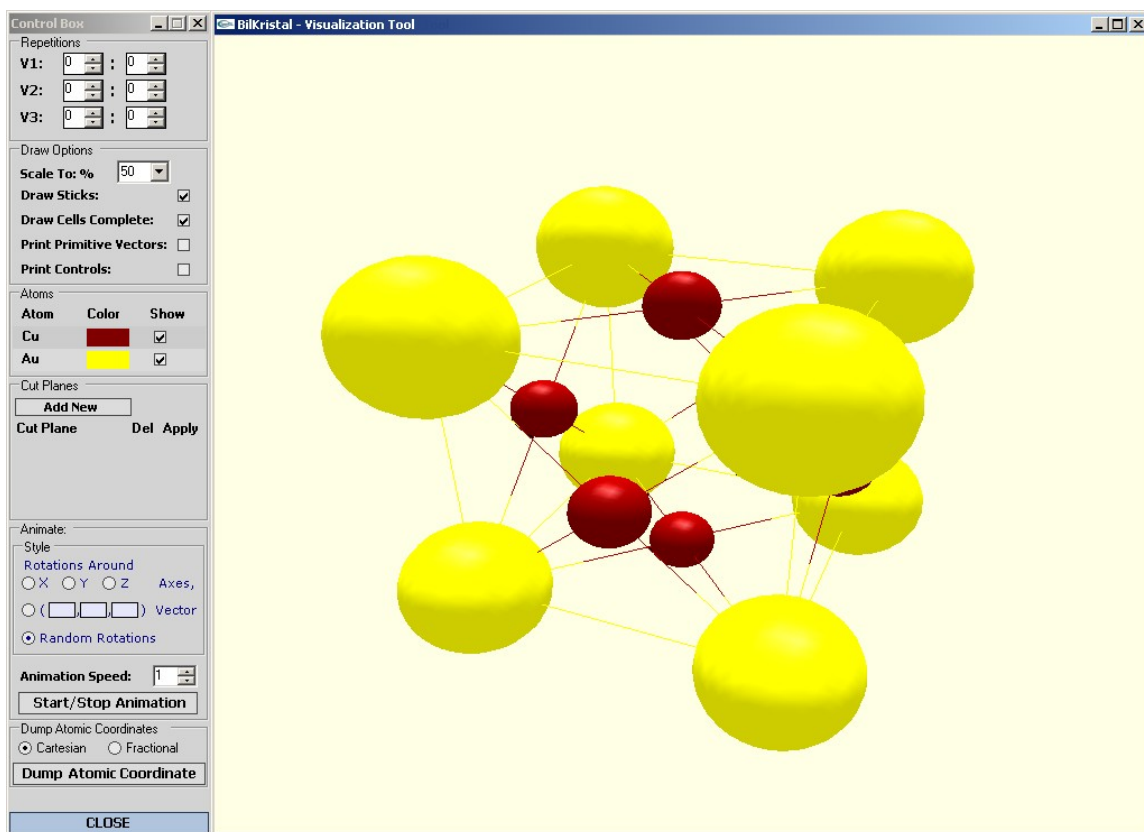 Control Box
BilKristal - Visualization Tool
Repetitions
V1: 0 : 0
V2: 0 : 0
V3: 0 : 0
Draw Options
Scale To: % 50
Draw Sticks:
Draw Cells Complete:
Print Primitive Vectors:
Print Controls:
Atoms
Atom Color Show
Cu
Au
Cut Planes
Add New
Cut Plane Del Apply
Animate:
Style
Rotations Around
X Y Z Axes,
( , , ) Vector
Random Rotations
Animation Speed: 1
Start/Stop Animation
Dump Atomic Coordinates
Cartesian Fractional
Dump Atomic Coordinate
CLOSE